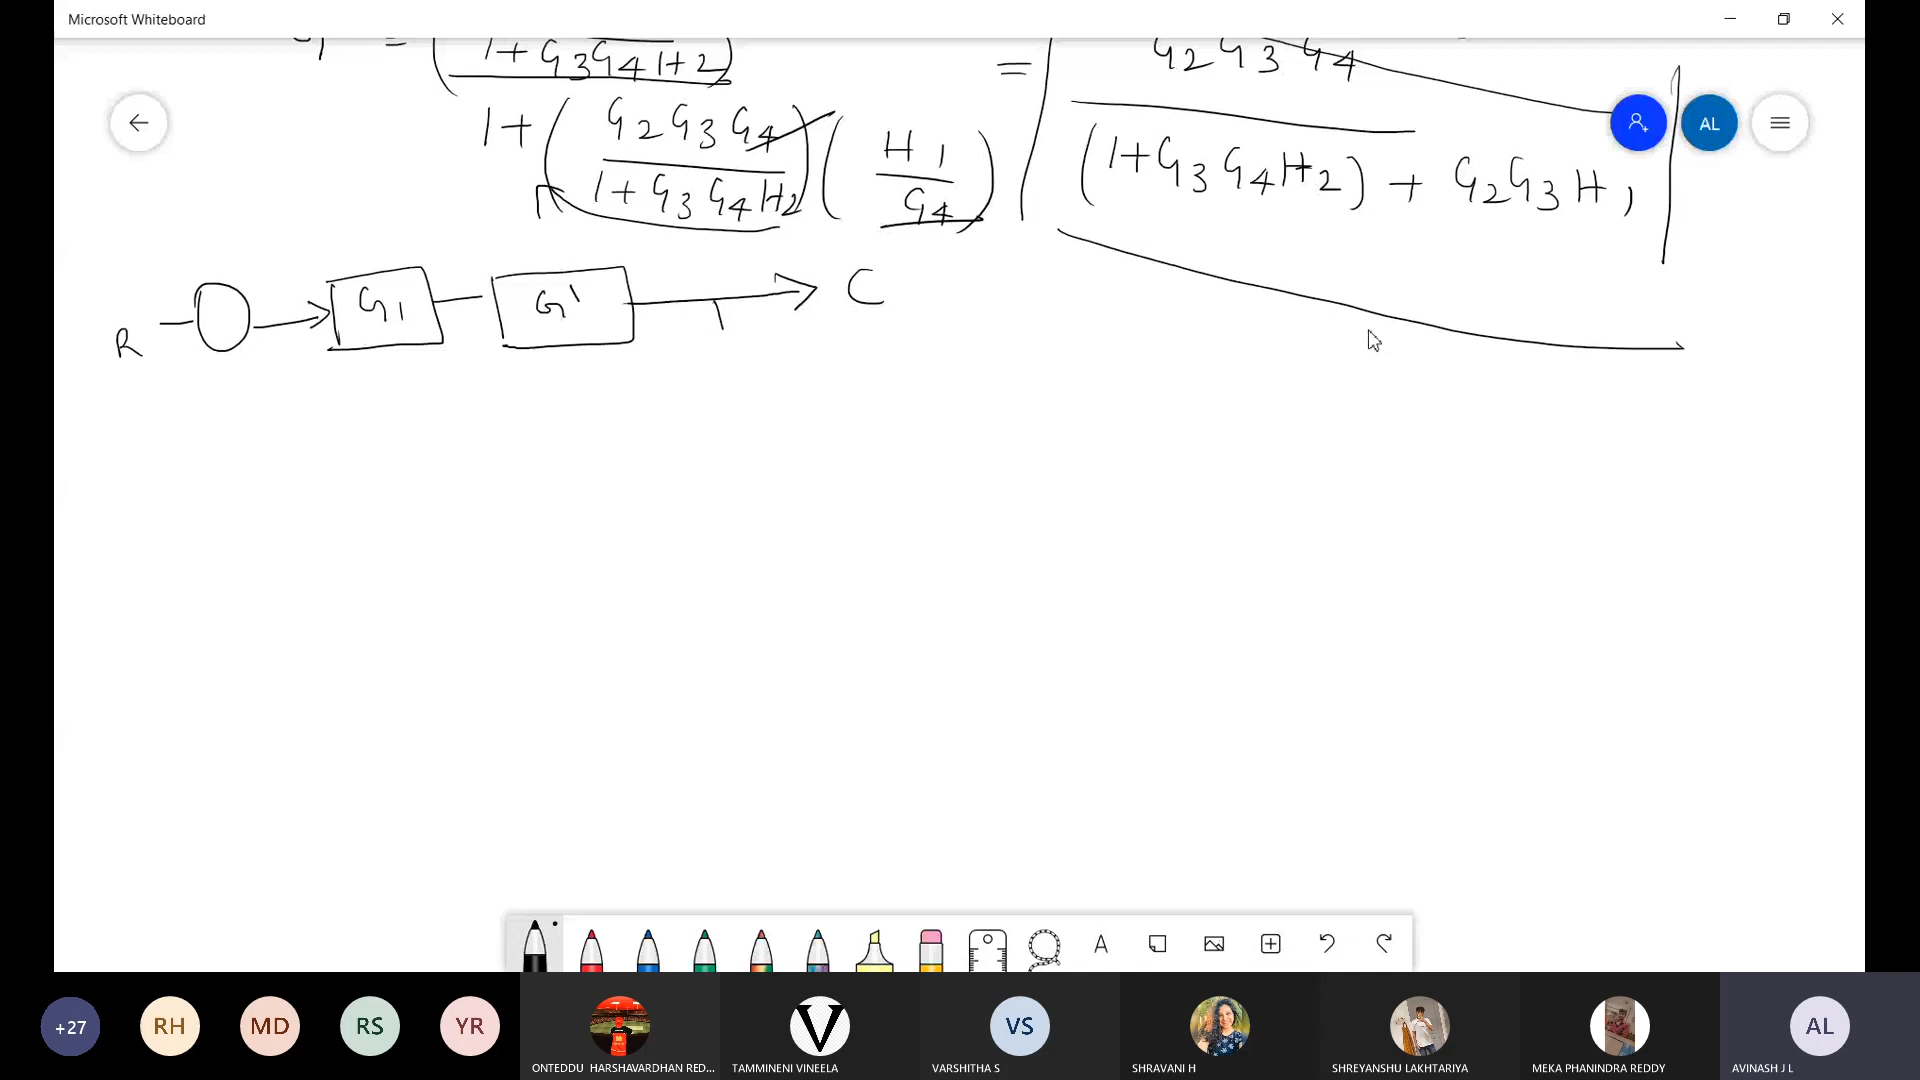 Microsoft Whiteboard
G' = 1+G3G4H2
= G2G3G4
1+ (G2G3G4 / 1+G3G4H2) (H1 / G4)
(1+G3G4H2) + G2G3H1
AL
R G1 G' C
A
+27 RH MD RS YR V VS AL
ONTEDDU HARSHAVARDHAN RED... TAMMINENI VINEELA VARSHITHA S SHRAVANI H SHREYANSHU LAKHTARIYA MEKA PHANINDRA REDDY AVINASH J L